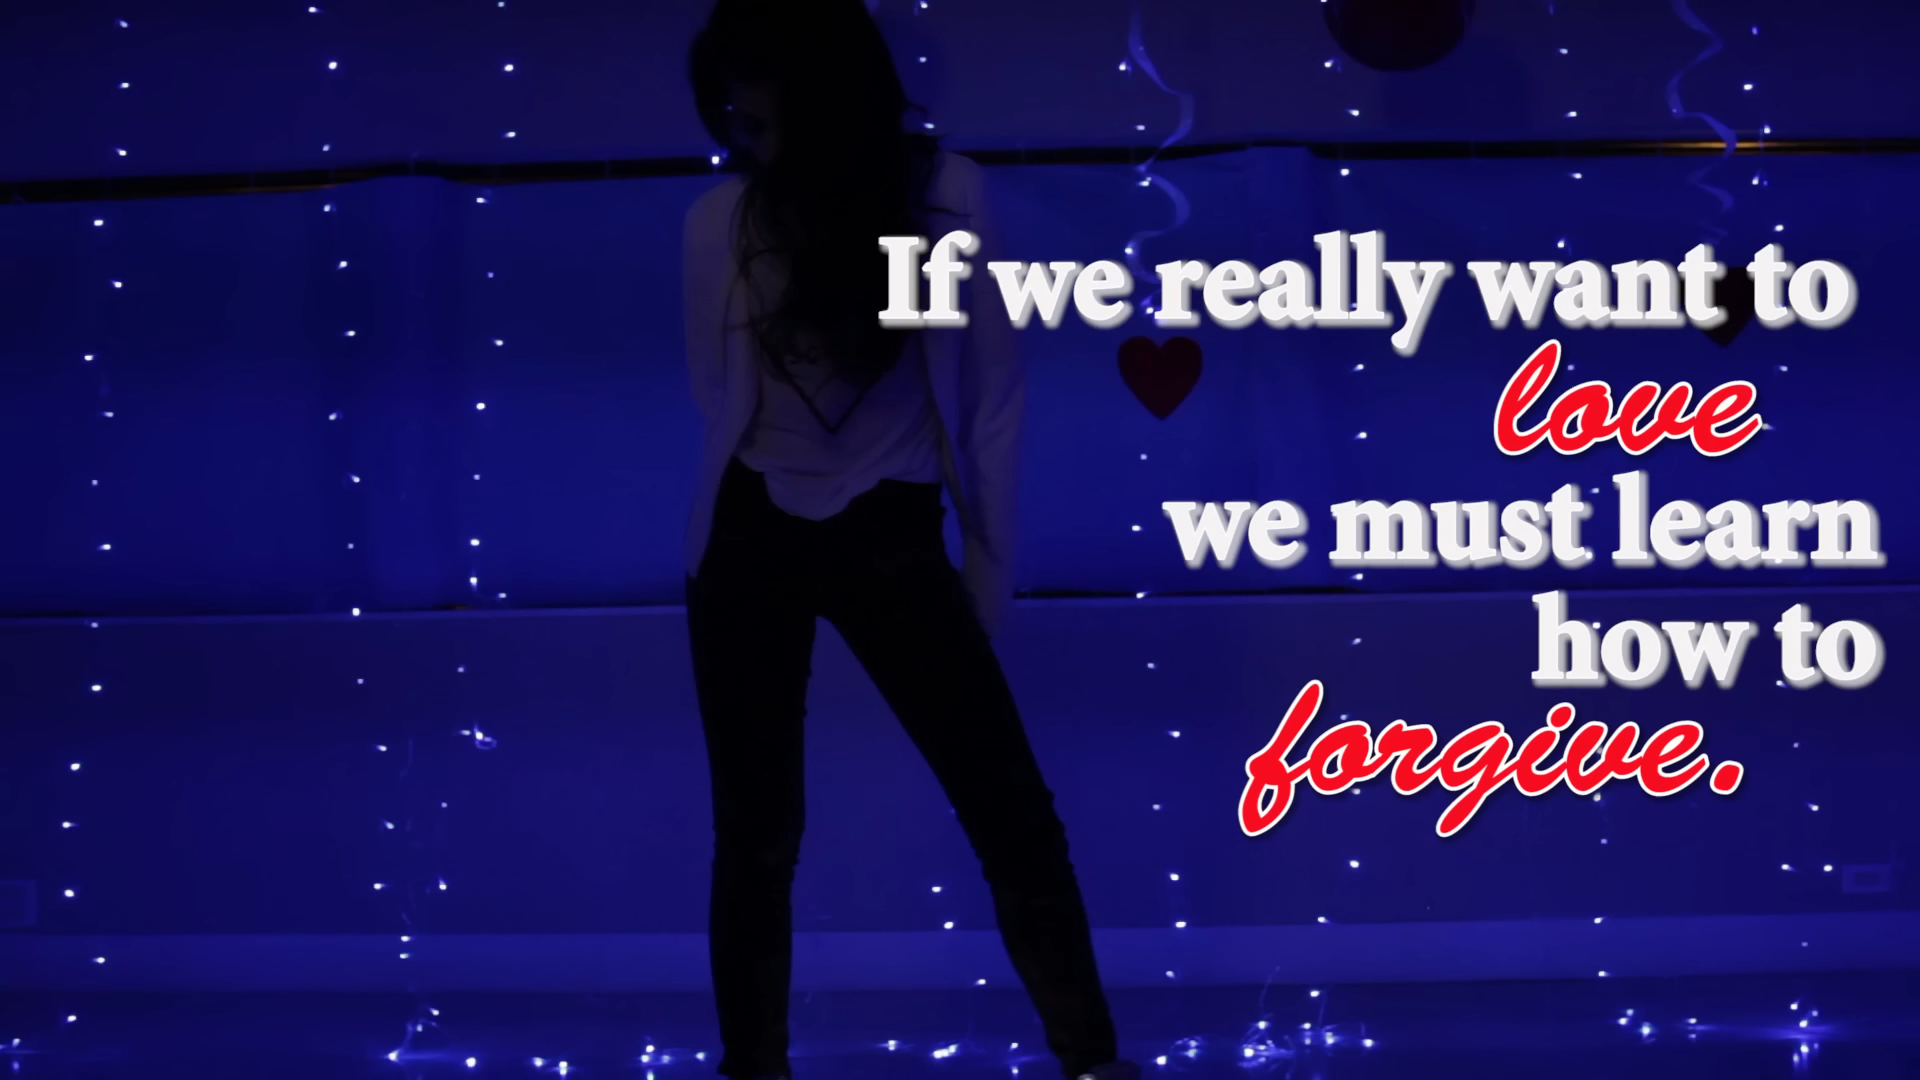 If we really want to
love
we must learn
how to
forgive.